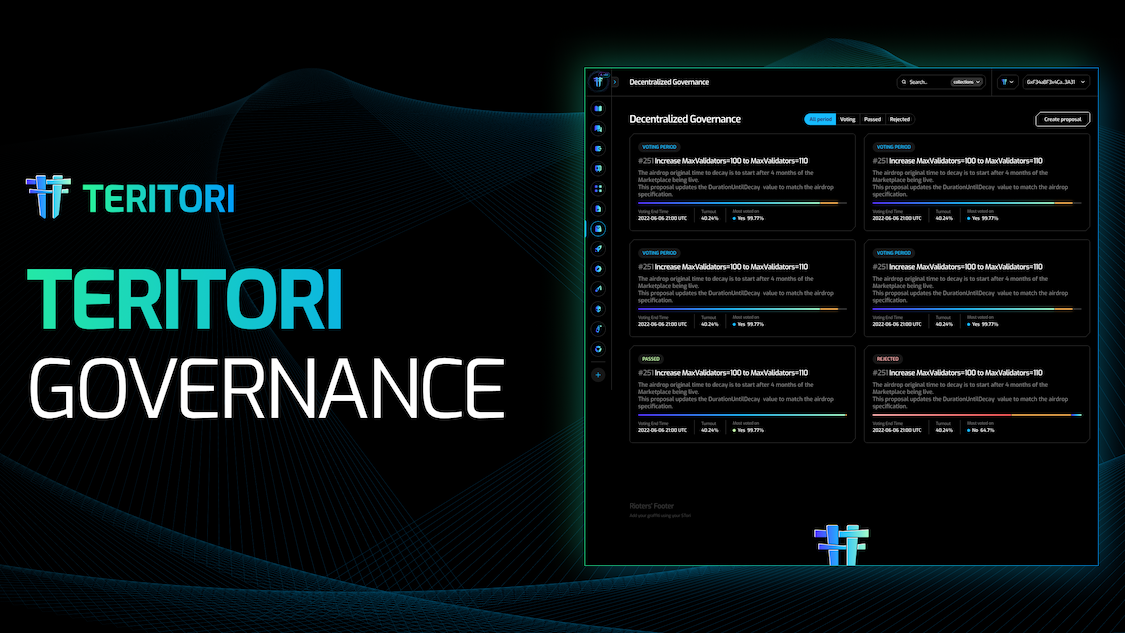 TERITORI
TERITORI
GOVERNANCE
Decentralized Governance
Search...
collections
Decentralized Governance
All period
Voting
Passed
Rejected
Create proposal
VOTING PERIOD
#251 Increase MaxValidators=100 to MaxValidators=110
The airdrop original time to decay is to start after 4 months of the
Marketplace being live.
This proposal updates the DurationUntilDecay value to match the airdrop
specification.
Voting End Time
2022-06-06 21:00 UTC
Turnout
40.24%
Most voted on
Yes 99.77%
VOTING PERIOD
#251 Increase MaxValidators=100 to MaxValidators=110
The airdrop original time to decay is to start after 4 months of the
Marketplace being live.
This proposal updates the DurationUntilDecay value to match the airdrop
specification.
Voting End Time
2022-06-06 21:00 UTC
Turnout
40.24%
Most voted on
Yes 99.77%
VOTING PERIOD
#251 Increase MaxValidators=100 to MaxValidators=110
The airdrop original time to decay is to start after 4 months of the
Marketplace being live.
This proposal updates the DurationUntilDecay value to match the airdrop
specification.
Voting End Time
2022-06-06 21:00 UTC
Turnout
40.24%
Most voted on
Yes 99.77%
VOTING PERIOD
#251 Increase MaxValidators=100 to MaxValidators=110
The airdrop original time to decay is to start after 4 months of the
Marketplace being live.
This proposal updates the DurationUntilDecay value to match the airdrop
specification.
Voting End Time
2022-06-06 21:00 UTC
Turnout
40.24%
Most voted on
Yes 99.77%
PASSED
#251 Increase MaxValidators=100 to MaxValidators=110
The airdrop original time to decay is to start after 4 months of the
Marketplace being live.
This proposal updates the DurationUntilDecay value to match the airdrop
specification.
Voting End Time
2022-06-06 21:00 UTC
Turnout
40.24%
Most voted on
Yes 99.77%
REJECTED
#251 Increase MaxValidators=100 to MaxValidators=110
The airdrop original time to decay is to start after 4 months of the
Marketplace being live.
This proposal updates the DurationUntilDecay value to match the airdrop
specification.
Voting End Time
2022-06-06 21:00 UTC
Turnout
40.24%
Most voted on
No 64.7%
Rioters' Footer